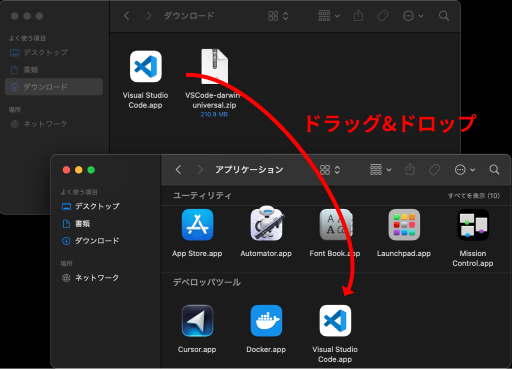 ダウンロード
よく使う項目
デスクトップ
書類
ダウンロード
場所
ネットワーク
Visual Studio
Code.app
VSCode-darwin
universal.zip
210.9 MB
ドラッグ&ドロップ
アプリケーション
よく使う項目
デスクトップ
書類
ダウンロード
場所
ネットワーク
ユーティリティ
すべてを表示 (10)
App Store.app
Automator.app
Font Book.app
Launchpad.app
Mission
Control.app
デベロッパツール
Cursor.app
Docker.app
Visual Studio
Code.app